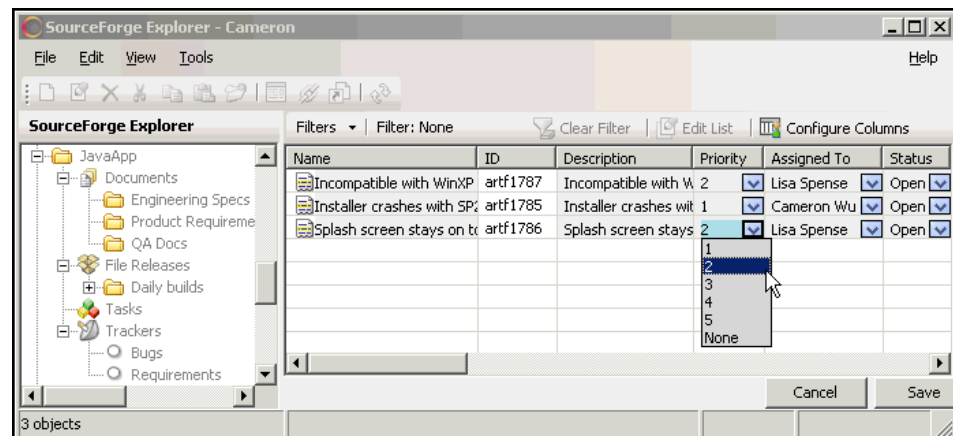 SourceForge Explorer - Cameron
File Edit View Tools Help
SourceForge Explorer
Filters Filter: None Clear Filter Edit List Configure Columns
JavaApp
Documents
Engineering Specs
Product Requireme
QA Docs
File Releases
Daily builds
Tasks
Trackers
Bugs
Requirements
Name ID Description Priority Assigned To Status
Incompatible with WinXP artf1787 Incompatible with W 2 Lisa Spense Open
Installer crashes with SP2 artf1785 Installer crashes wit 1 Cameron Wu Open
Splash screen stays on to artf1786 Splash screen stays 2 Lisa Spense Open
1
2
3
4
5
None
Cancel Save
3 objects